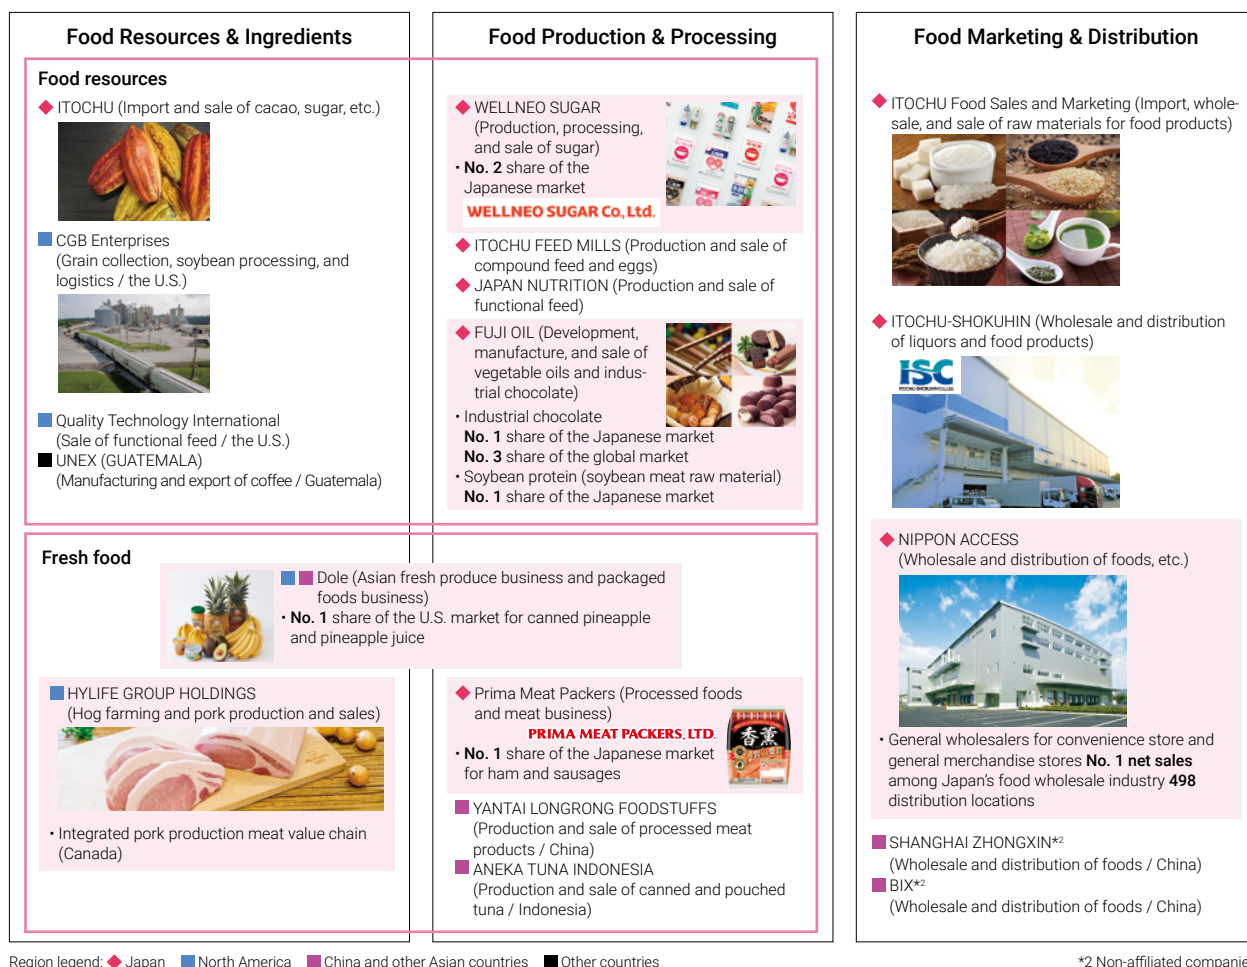 Food Resources & Ingredients
Food resources
ITOCHU (Import and sale of cacao, sugar, etc.)
CGB Enterprises
(Grain collection, soybean processing, and
logistics / the U.S.)
Quality Technology International
(Sale of functional feed / the U.S.)
UNEX (GUATEMALA)
(Manufacturing and export of coffee / Guatemala)
Food Production & Processing
WELLNEO SUGAR
(Production, processing,
and sale of sugar)
• No. 2 share of the
Japanese market
WELLNEO SUGAR Co., Ltd.
ITOCHU FEED MILLS (Production and sale of
compound feed and eggs)
JAPAN NUTRITION (Production and sale of
functional feed)
FUJI OIL (Development,
manufacture, and sale of
vegetable oils and indus-
trial chocolate)
• Industrial chocolate
No. 1 share of the Japanese market
No. 3 share of the global market
• Soybean protein (soybean meat raw material)
No. 1 share of the Japanese market
Fresh food
Dole (Asian fresh produce business and packaged
foods business)
• No. 1 share of the U.S. market for canned pineapple
and pineapple juice
HYLIFE GROUP HOLDINGS
(Hog farming and pork production and sales)
• Integrated pork production meat value chain
(Canada)
Prima Meat Packers (Processed foods
and meat business)
PRIMA MEAT PACKERS, LTD.
香薫
• No. 1 share of the Japanese market
for ham and sausages
YANTAI LONGRONG FOODSTUFFS
(Production and sale of processed meat
products / China)
ANEKA TUNA INDONESIA
(Production and sale of canned and pouched
tuna / Indonesia)
Food Marketing & Distribution
ITOCHU Food Sales and Marketing (Import, whole-
sale, and sale of raw materials for food products)
ITOCHU-SHOKUHIN (Wholesale and distribution
of liquors and food products)
ISC
ITOCHU-SHOKUHIN Co., Ltd.
NIPPON ACCESS
(Wholesale and distribution of foods, etc.)
• General wholesalers for convenience store and
general merchandise stores No. 1 net sales
among Japan's food wholesale industry 498
distribution locations
SHANGHAI ZHONGXIN*2
(Wholesale and distribution of foods / China)
BIX*2
(Wholesale and distribution of foods / China)
Region legend: Japan North America China and other Asian countries Other countries
*2 Non-affiliated companie